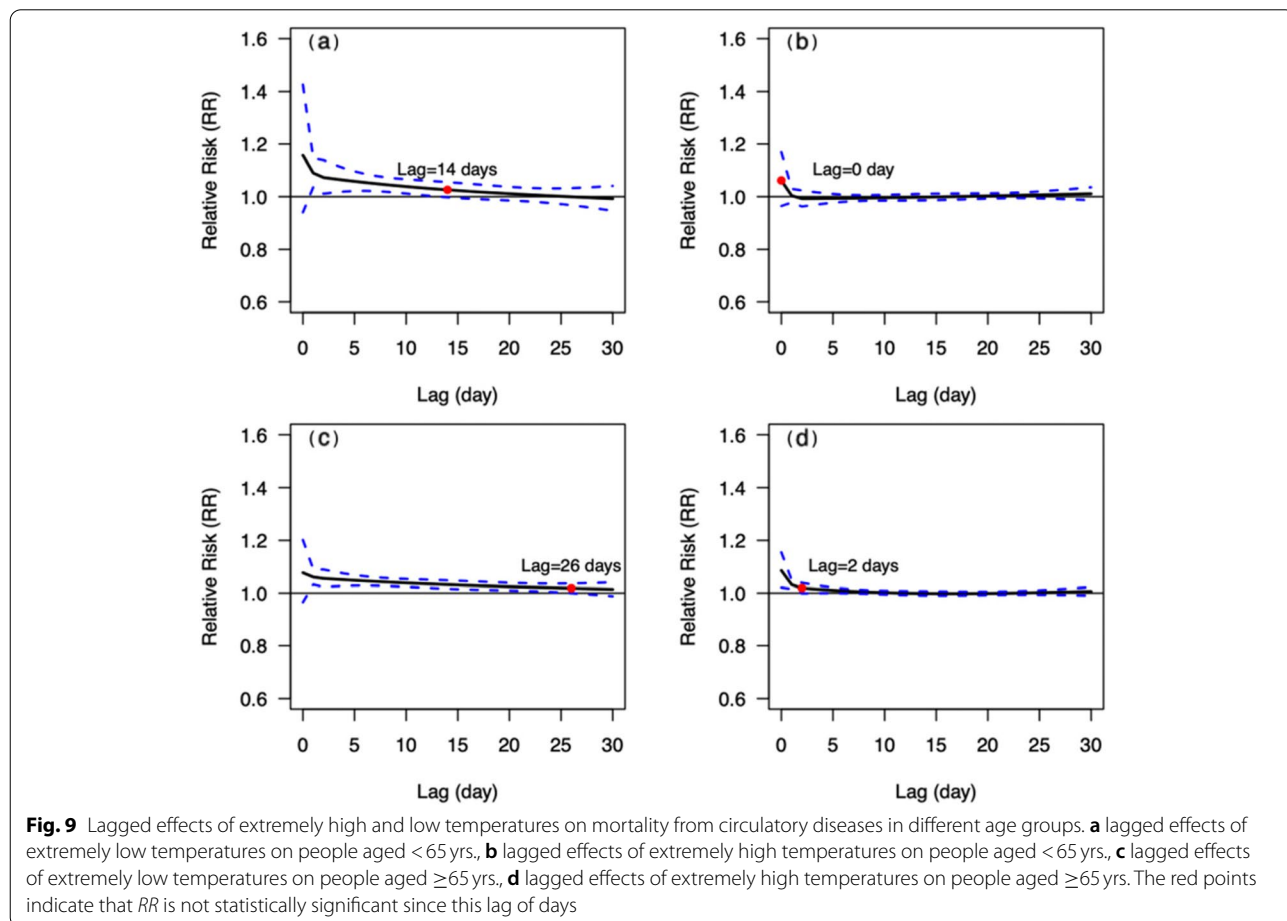 (a)
Relative Risk (RR)
1.6
1.4
1.2
1.0
0.8
0.6
Lag=14 days
0 5 10 15 20 25 30
Lag (day)
(b)
Relative Risk (RR)
1.6
1.4
1.2
1.0
0.8
0.6
Lag=0 day
0 5 10 15 20 25 30
Lag (day)
(c)
Relative Risk (RR)
1.6
1.4
1.2
1.0
0.8
0.6
Lag=26 days
0 5 10 15 20 25 30
Lag (day)
(d)
Relative Risk (RR)
1.6
1.4
1.2
1.0
0.8
0.6
Lag=2 days
0 5 10 15 20 25 30
Lag (day)
Fig. 9 Lagged effects of extremely high and low temperatures on mortality from circulatory diseases in different age groups. a lagged effects of
extremely low temperatures on people aged < 65 yrs., b lagged effects of extremely high temperatures on people aged < 65 yrs., c lagged effects
of extremely low temperatures on people aged ≥65 yrs., d lagged effects of extremely high temperatures on people aged ≥65 yrs. The red points
indicate that RR is not statistically significant since this lag of days